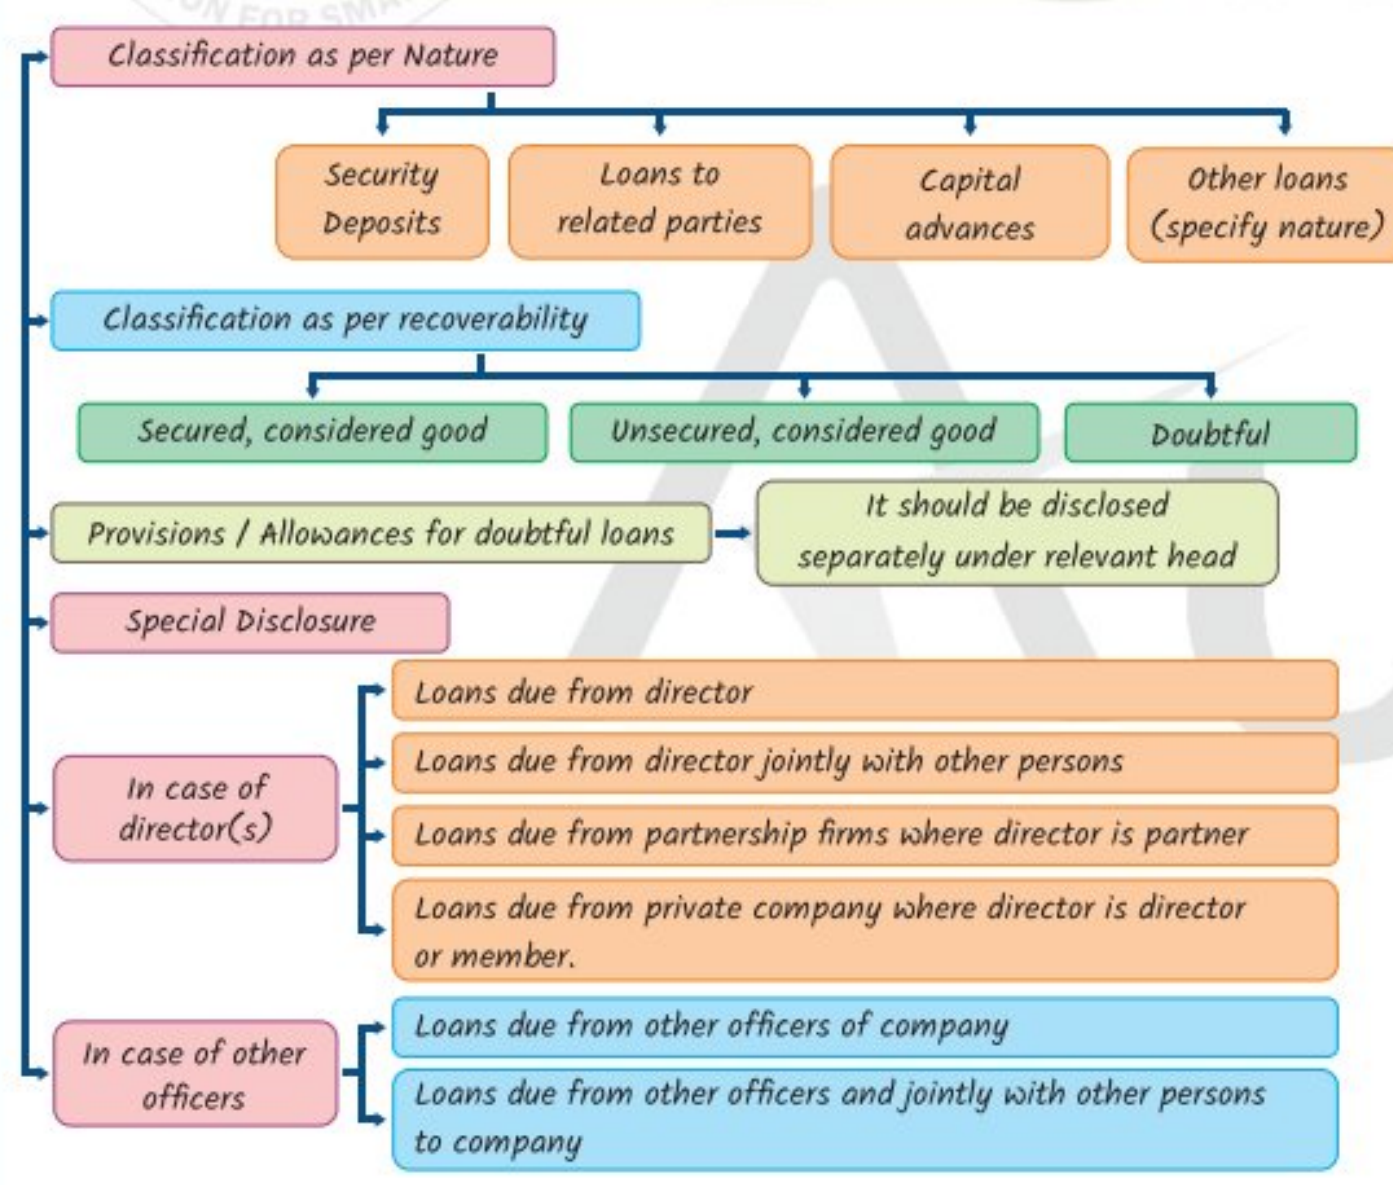 ON FOR SMA
Classification as per Nature
Security
Deposits
Loans to
related parties
Capital
advances
Other loans
(specify nature)
Classification as per recoverability
Secured, considered good
Unsecured, considered good
Doubtful
Provisions / Allowances for doubtful loans
It should be disclosed
separately under relevant head
Special Disclosure
In case of
director(s)
Loans due from director
Loans due from director jointly with other persons
Loans due from partnership firms where director is partner
Loans due from private company where director is director
or member.
In case of other
officers
Loans due from other officers of company
Loans due from other officers and jointly with other persons
to company